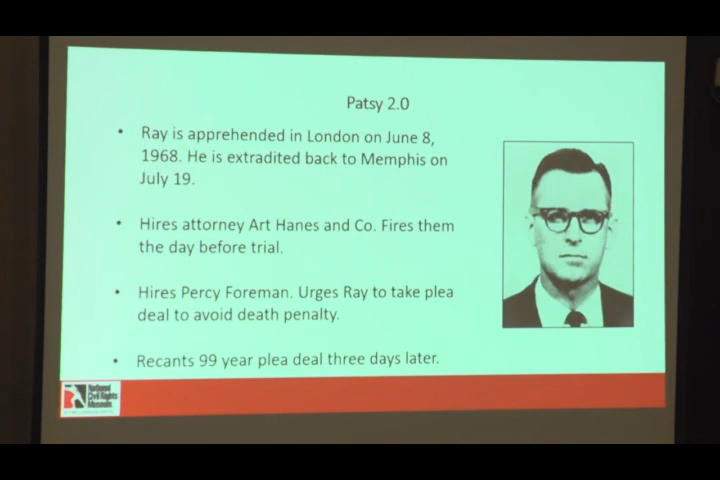 Patsy 2.0
• Ray is apprehended in London on June 8,
1968. He is extradited back to Memphis on
July 19.
• Hires attorney Art Hanes and Co. Fires them
the day before trial.
• Hires Percy Foreman. Urges Ray to take plea
deal to avoid death penalty.
• Recants 99 year plea deal three days later.
National
Civil Rights
Museum